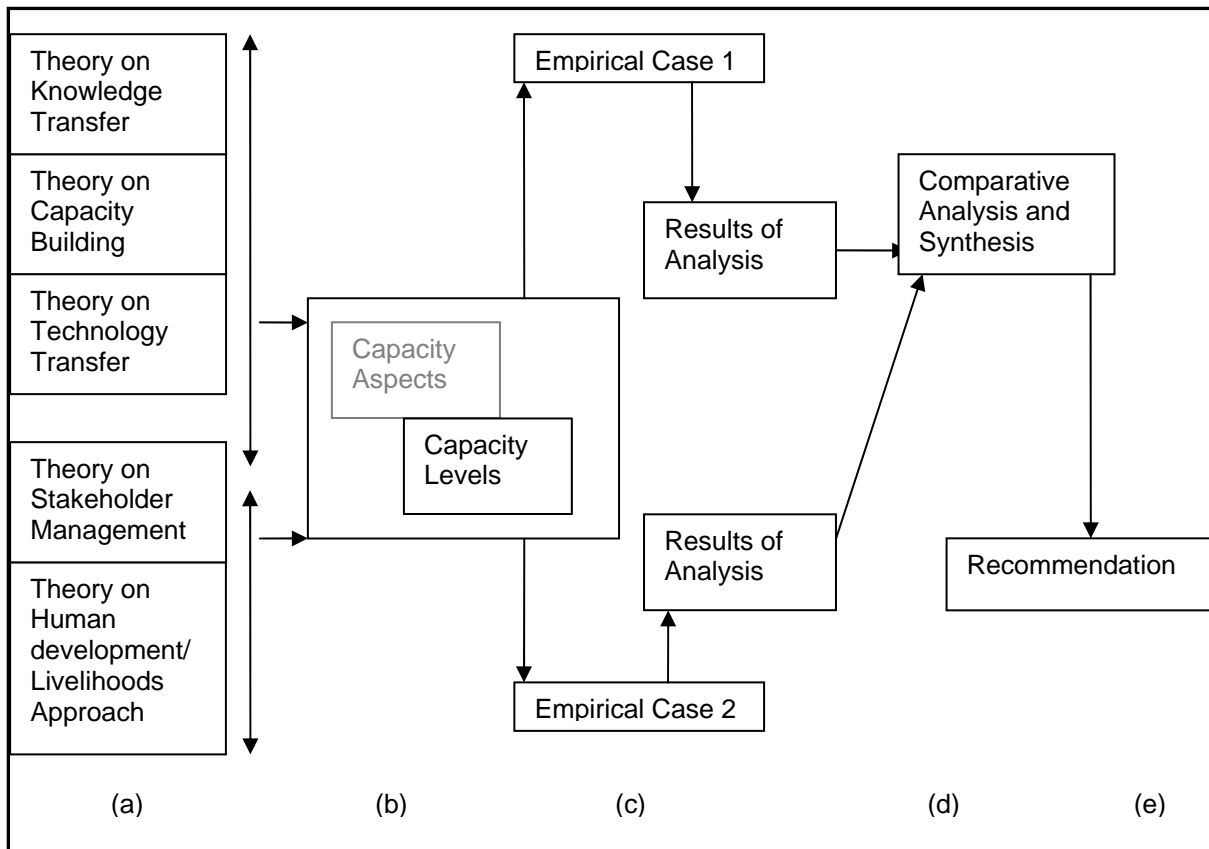 Theory on
Knowledge
Transfer
Theory on
Capacity
Building
Theory on
Technology
Transfer
Theory on
Stakeholder
Management
Theory on
Human
development/
Livelihoods
Approach
Capacity
Aspects
Capacity
Levels
Empirical Case 1
Results of
Analysis
Results of
Analysis
Empirical Case 2
Comparative
Analysis and
Synthesis
Recommendation
(a)
(b)
(c)
(d)
(e)